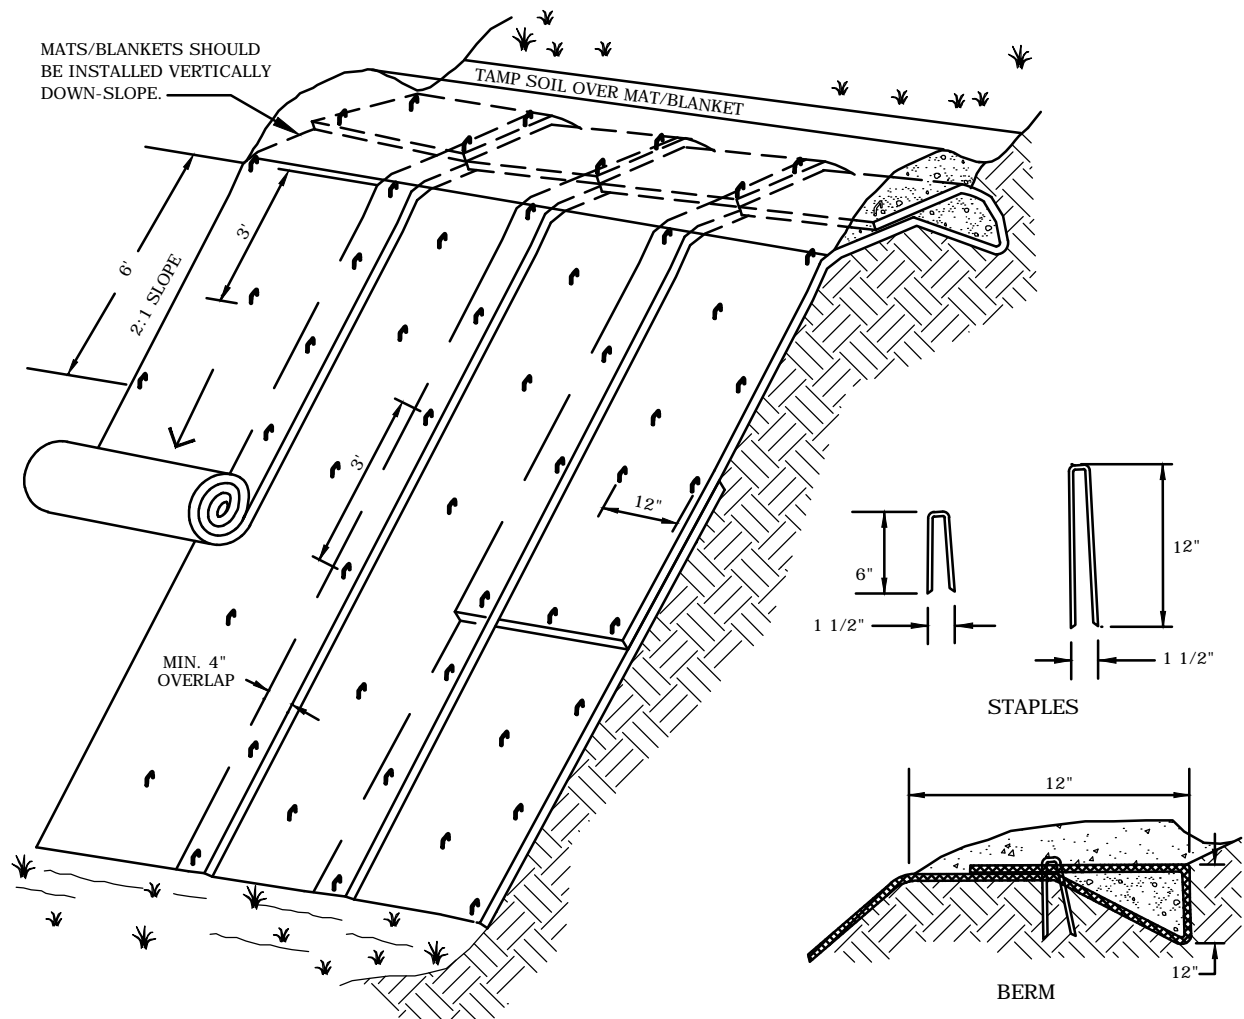 MATS/BLANKETS SHOULD
BE INSTALLED VERTICALLY
DOWN-SLOPE.
TAMP SOIL OVER MAT/BLANKET
3'
6'
2:1 SLOPE
3'
12"
MIN. 4"
OVERLAP
6"
1 1/2"
12"
1 1/2"
STAPLES
12"
12"
BERM